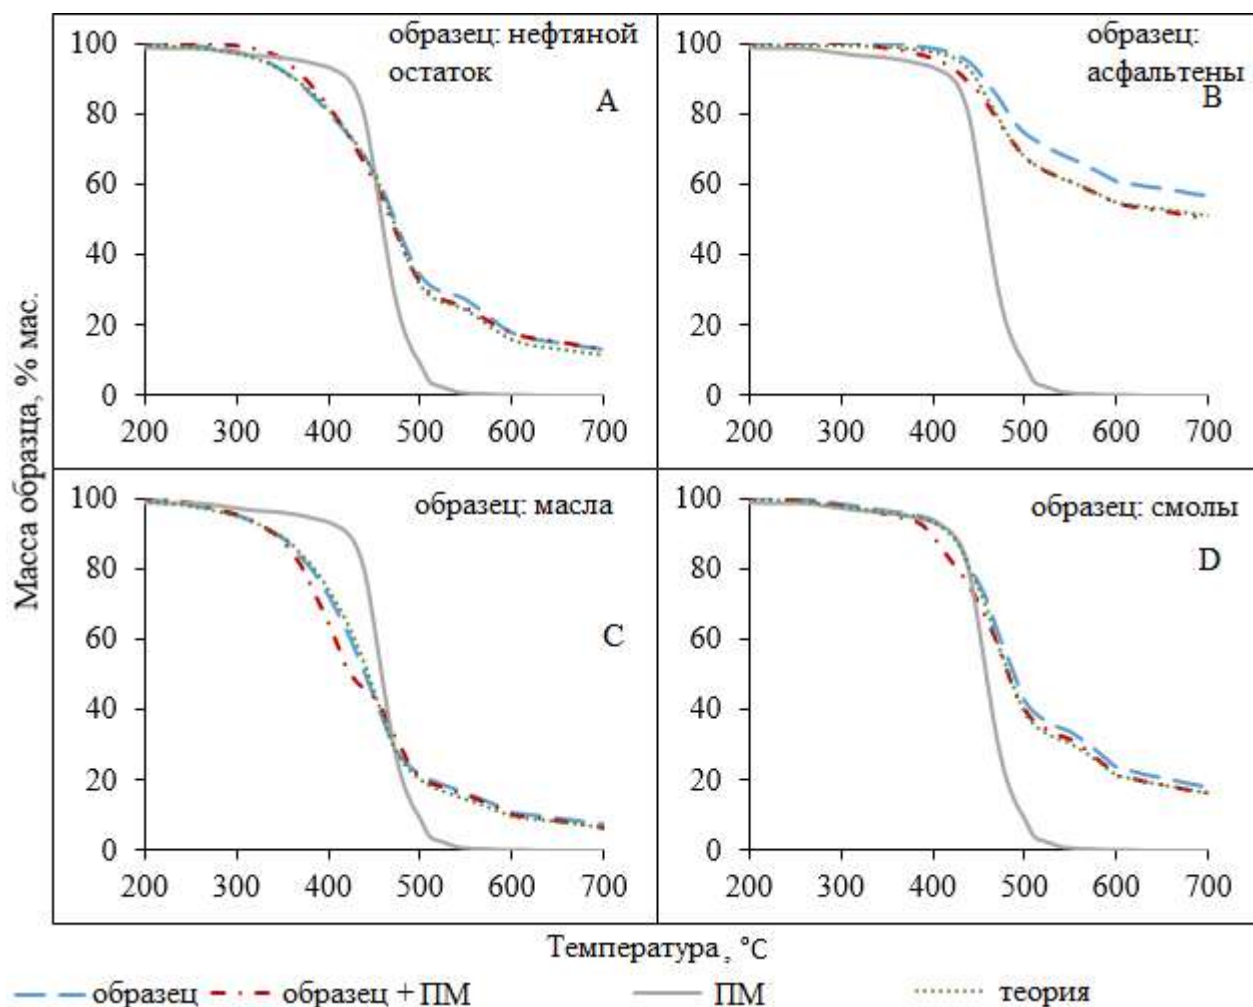 Масса образца, % мас.
образец: нефтяной
остаток
A
100
80
60
40
20
0
200 300 400 500 600 700
образец:
асфальтены
B
100
80
60
40
20
0
200 300 400 500 600 700
образец: масла
C
100
80
60
40
20
0
200 300 400 500 600 700
образец: смолы
D
100
80
60
40
20
0
200 300 400 500 600 700
Температура, °C
образец образец + ПМ ПМ теория